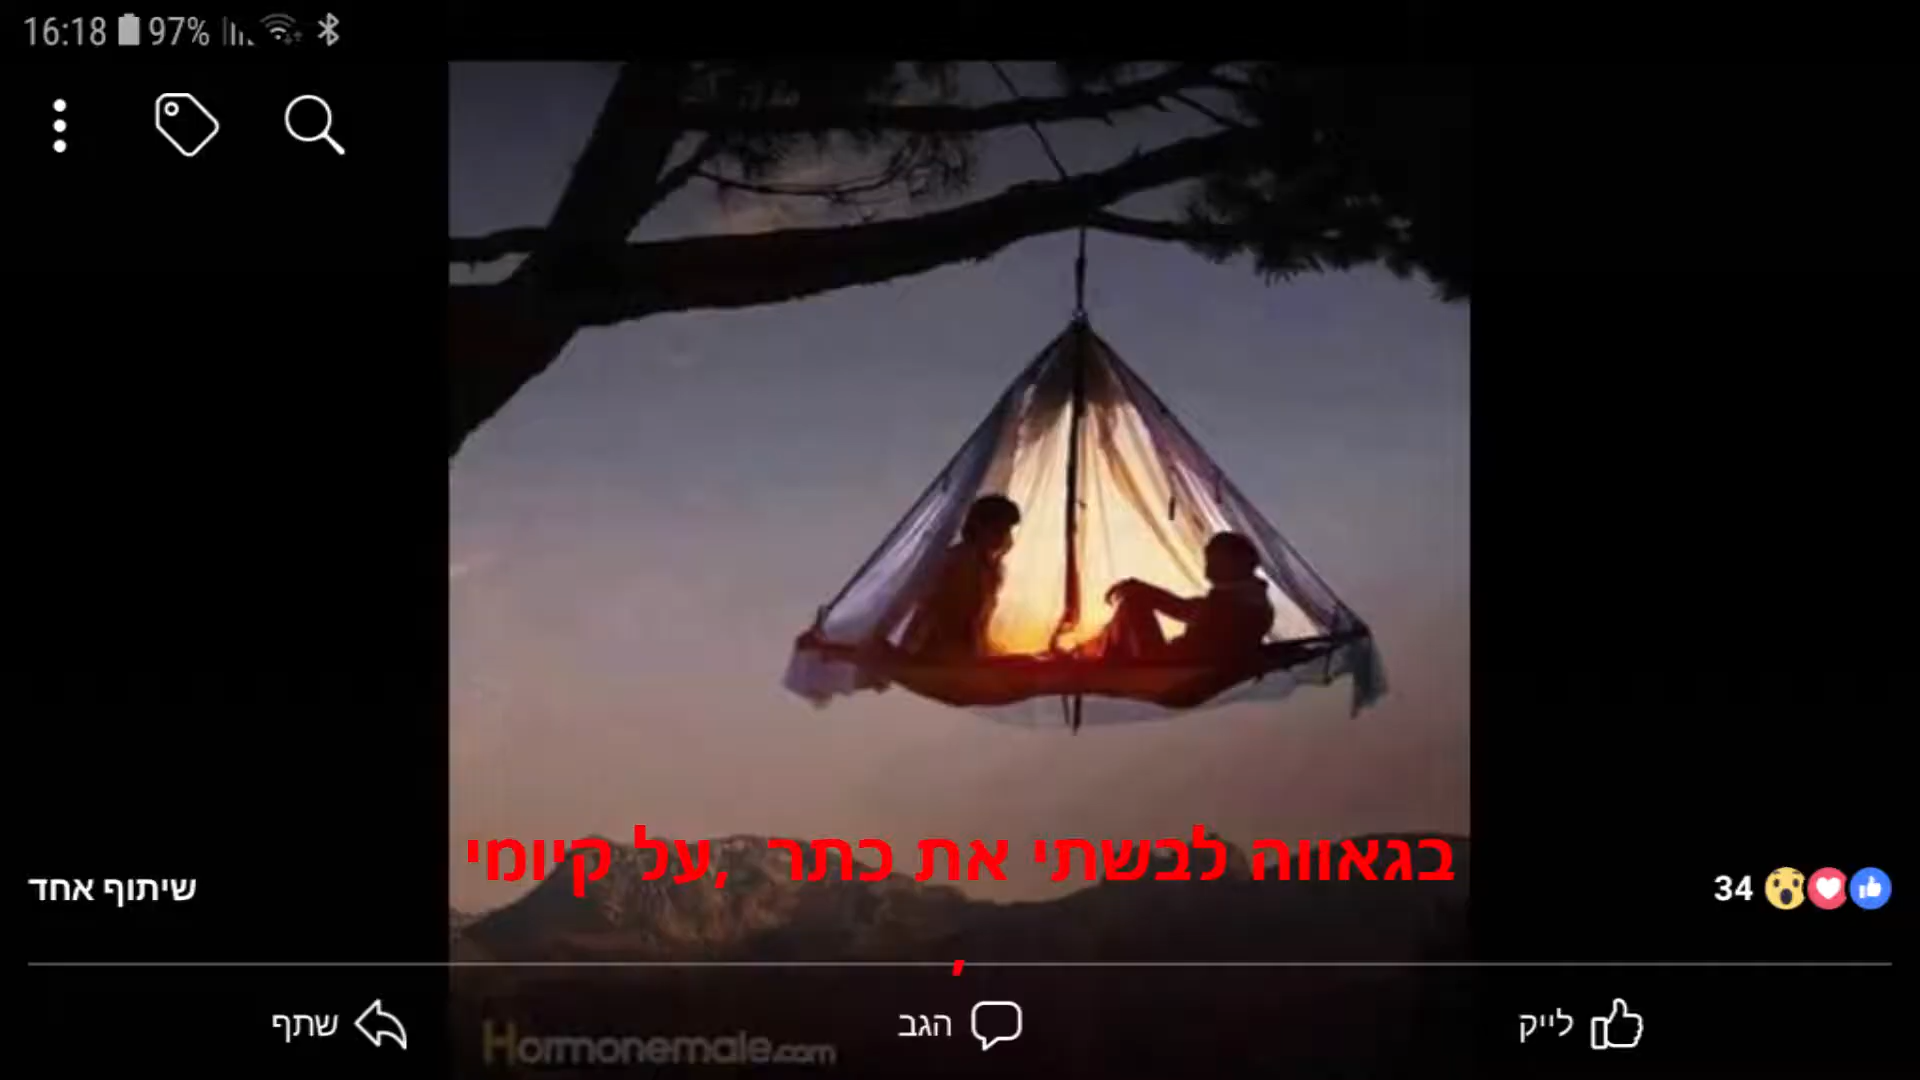 16:18 97%
בגאווה לבשתי את כתר ,על קיומי
,
שיתוף אחד
34
לייק
הגב
שתף
Hormonemale.com